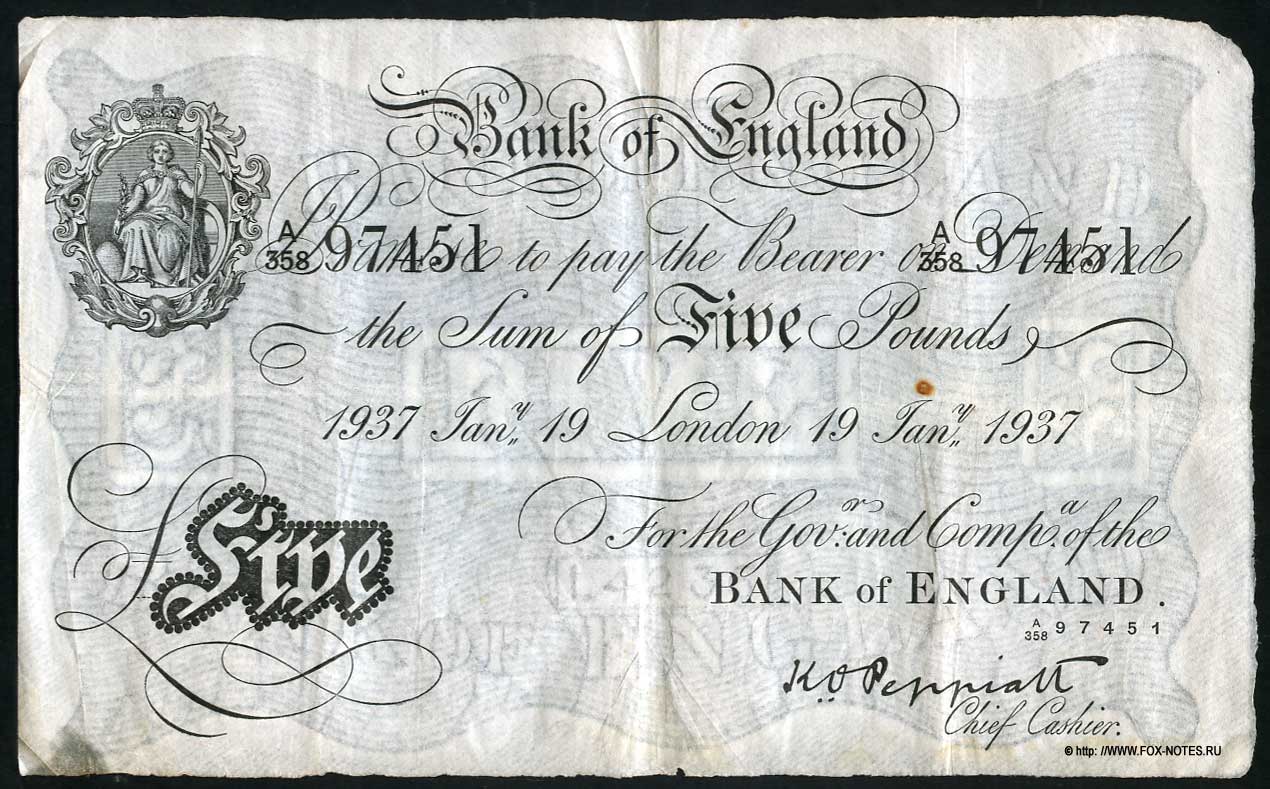 Bank of England
A/358 97451 I Promise to pay the Bearer on Demand A/358 97451
the Sum of Five Pounds
1937 Jany 19 London 19 Jany 1937
For the Govr: and Compa. of the
BANK of ENGLAND.
A/358 97451
£Five
K O Peppiatt
Chief Cashier.
© http: //WWW.FOX-NOTES.RU